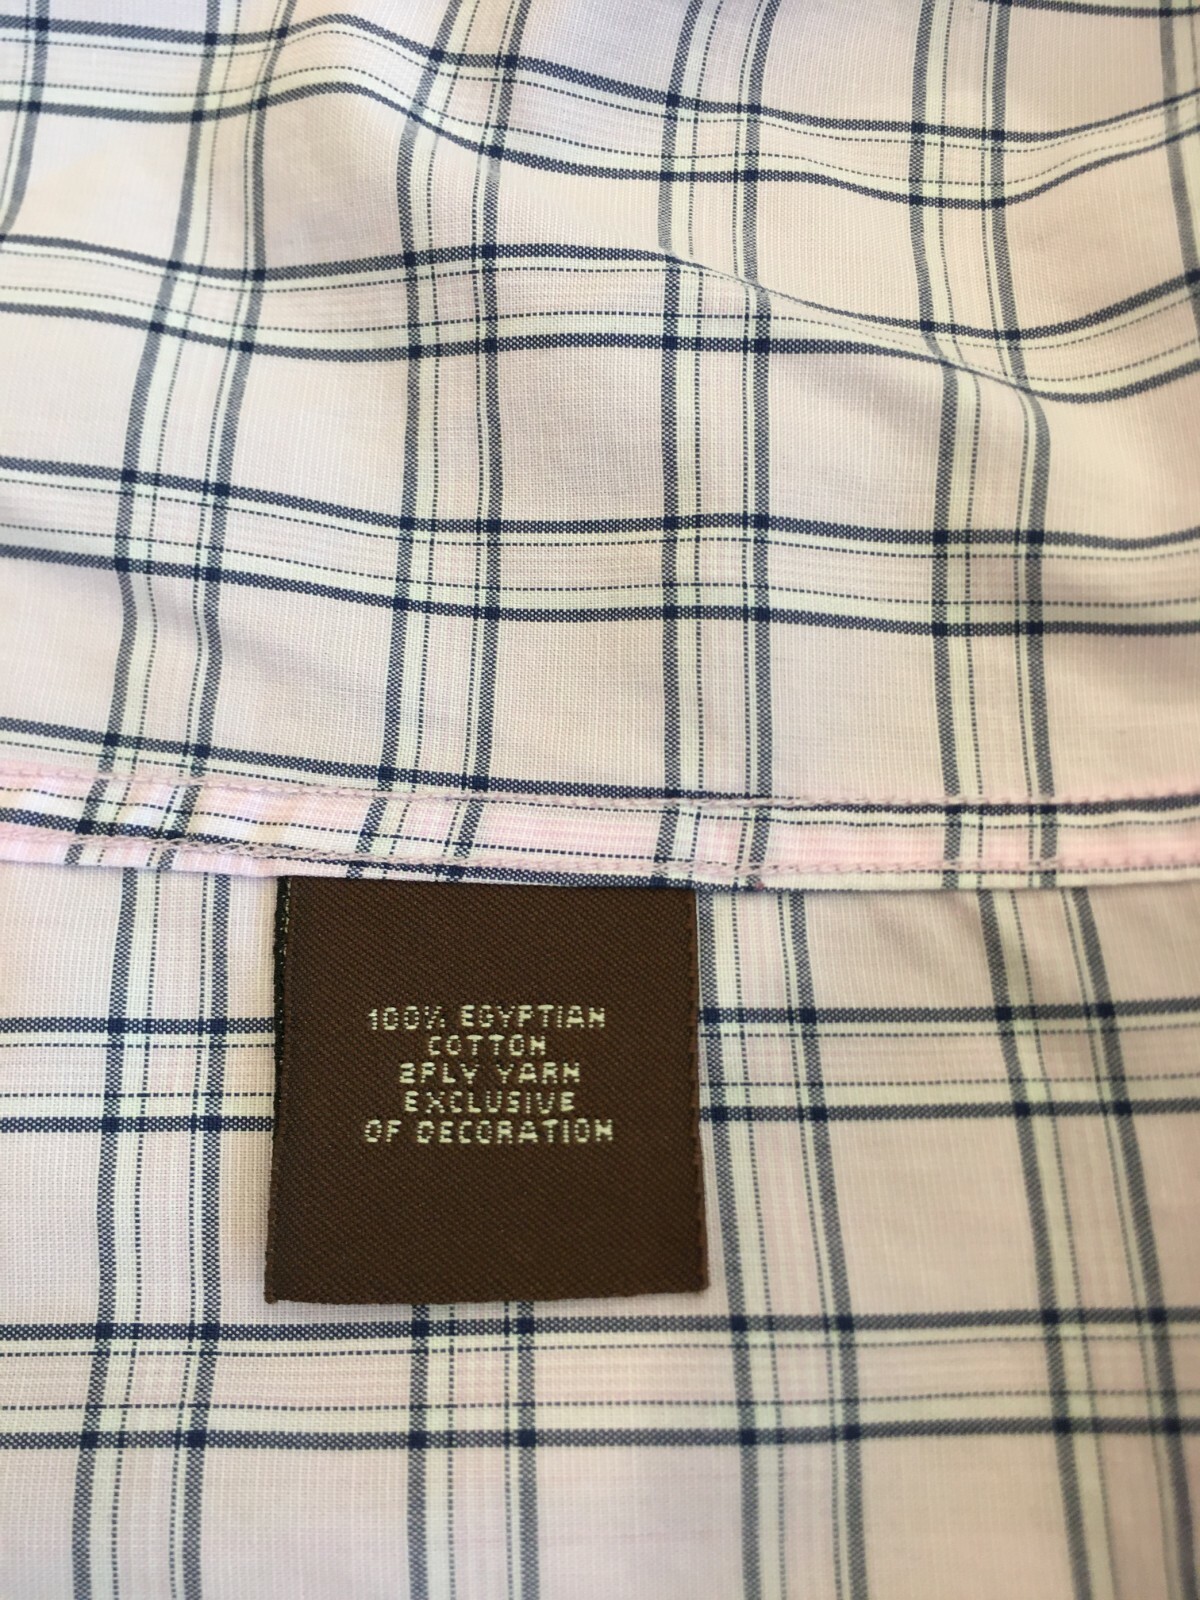 100% EGYPTIAN
COTTON
2PLY YARN
EXCLUSIVE
OF DECORATION